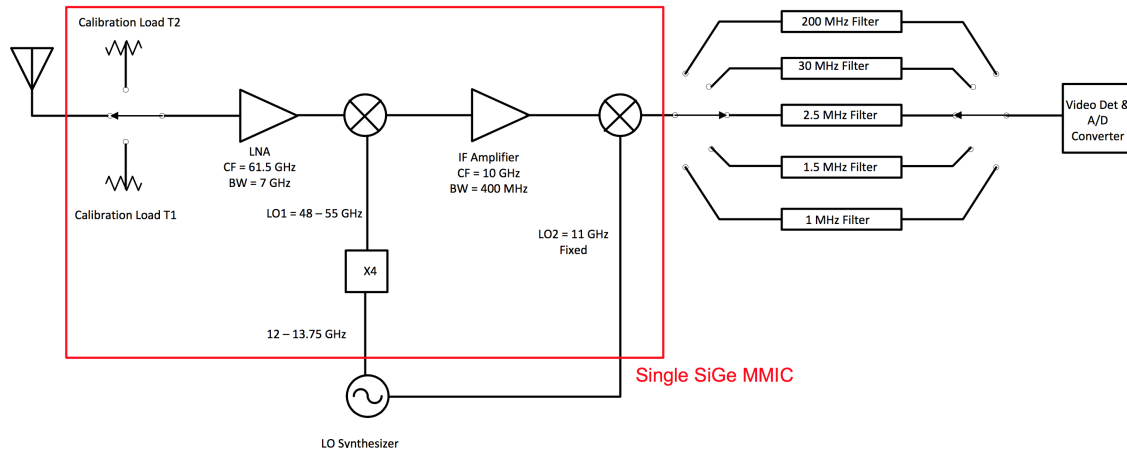 Calibration Load T2
Calibration Load T1
LNA
CF = 61.5 GHz
BW = 7 GHz
LO1 = 48 – 55 GHz
X4
12 – 13.75 GHz
LO Synthesizer
IF Amplifier
CF = 10 GHz
BW = 400 MHz
LO2 = 11 GHz
Fixed
Single SiGe MMIC
200 MHz Filter
30 MHz Filter
2.5 MHz Filter
1.5 MHz Filter
1 MHz Filter
Video Det &
A/D
Converter